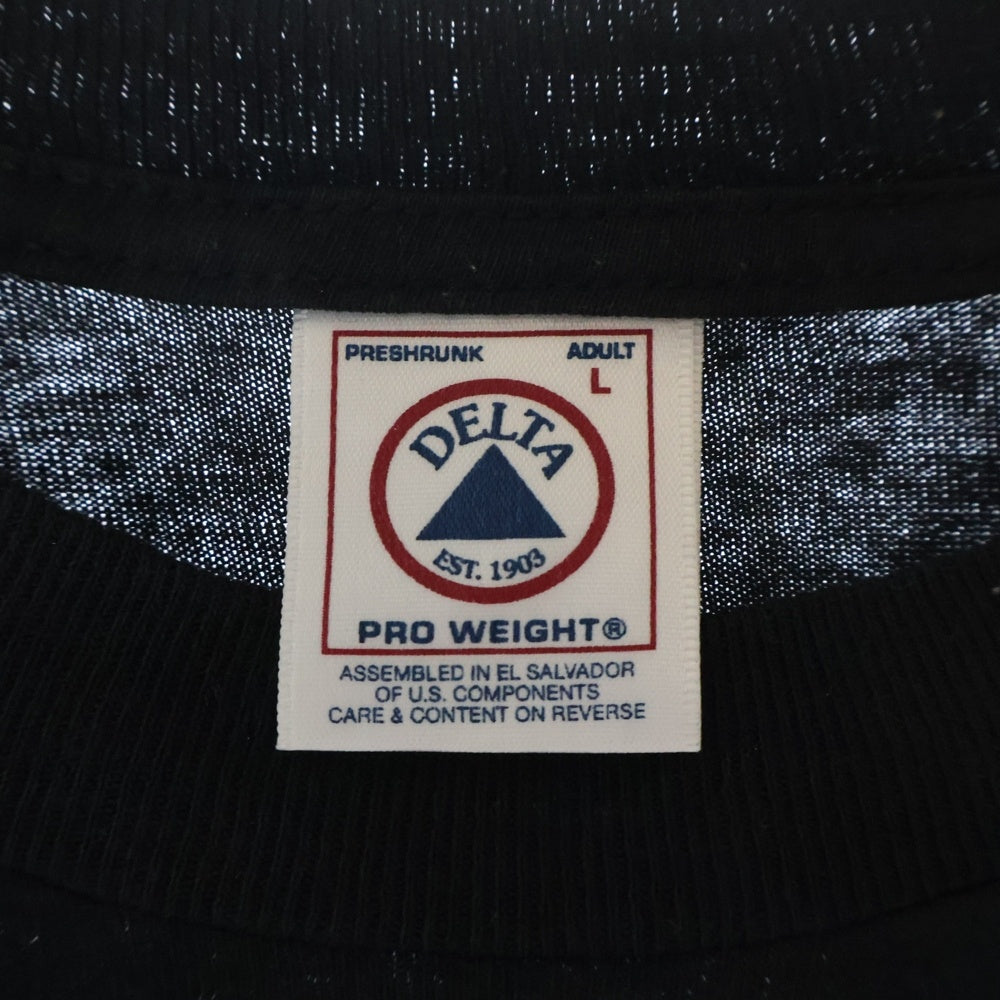 PRESHRUNK ADULT
L
DELTA
EST. 1903
PRO WEIGHT®
ASSEMBLED IN EL SALVADOR
OF U.S. COMPONENTS
CARE & CONTENT ON REVERSE